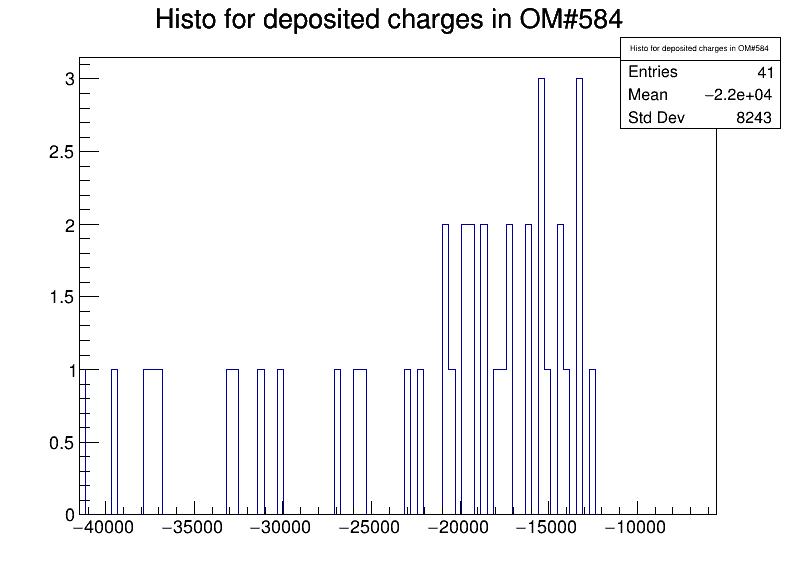 Histo for deposited charges in OM#584
Histo for deposited charges in OM#584
Entries 41
Mean −2.2e+04
Std Dev 8243
3
2.5
2
1.5
1
0.5
0
−40000 −35000 −30000 −25000 −20000 −15000 −10000